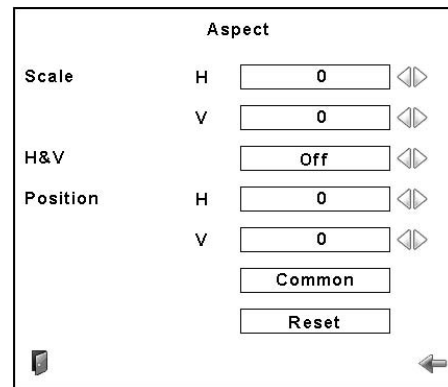 Aspect
Scale H 0
V 0
H&V Off
Position H 0
V 0
Common
Reset